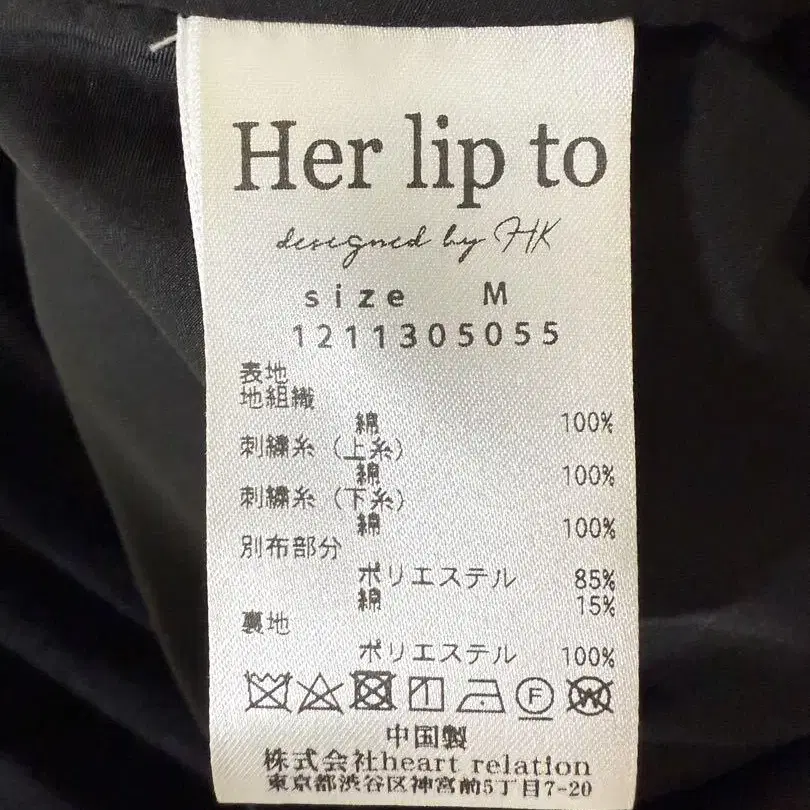 Her lip to
designed by HK
size M
1211305055
表地
地組織
綿 100%
刺繍糸（上糸）
綿 100%
刺繍糸（下糸）
綿 100%
別布部分
ポリエステル 85%
綿 15%
裏地
ポリエステル 100%
F W
中国製
株式会社heart relation
東京都渋谷区神宮前5丁目7-20